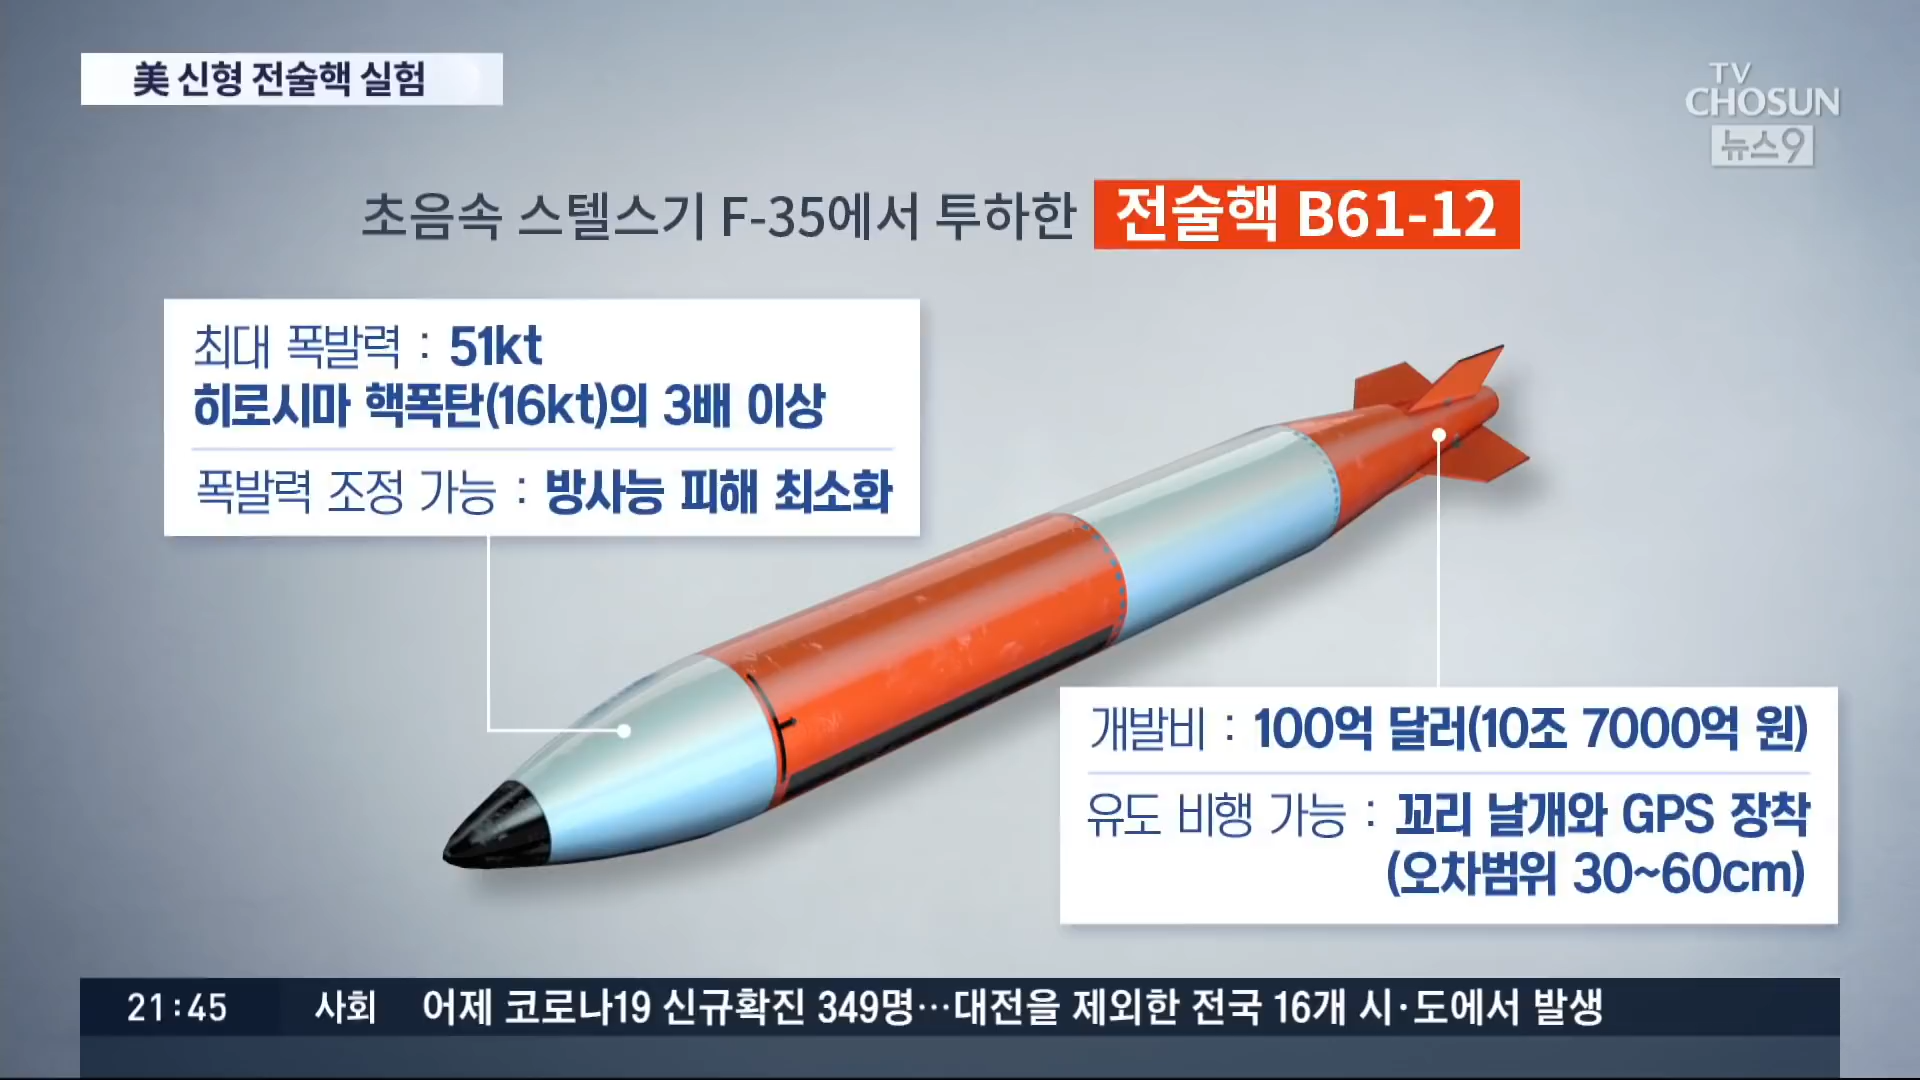 美 신형 전술핵 실험
TV
CHOSUN
뉴스9
초음속 스텔스기 F-35에서 투하한 전술핵 B61-12
최대 폭발력 : 51kt
히로시마 핵폭탄(16kt)의 3배 이상
폭발력 조정 가능 : 방사능 피해 최소화
개발비 : 100억 달러(10조 7000억 원)
유도 비행 가능 : 꼬리 날개와 GPS 장착
(오차범위 30~60cm)
21:45 사회 어제 코로나19 신규확진 349명…대전을 제외한 전국 16개 시·도에서 발생